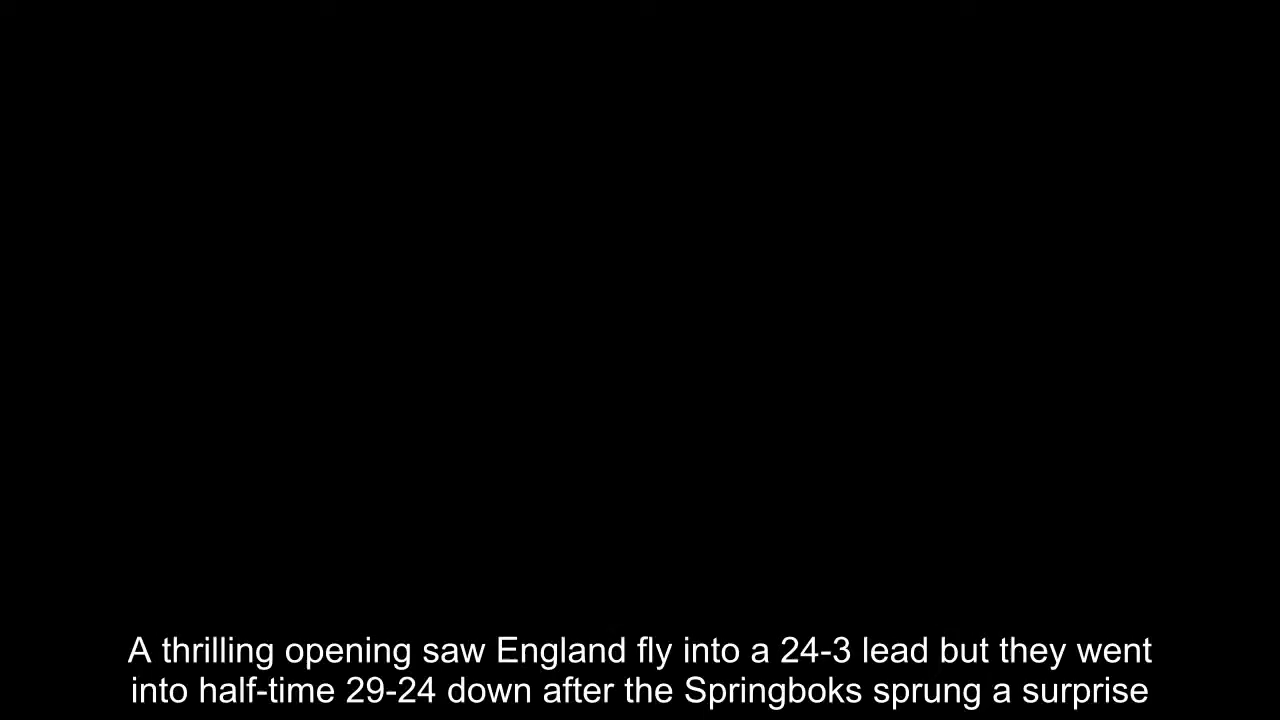 A thrilling opening saw England fly into a 24-3 lead but they went
into half-time 29-24 down after the Springboks sprung a surprise